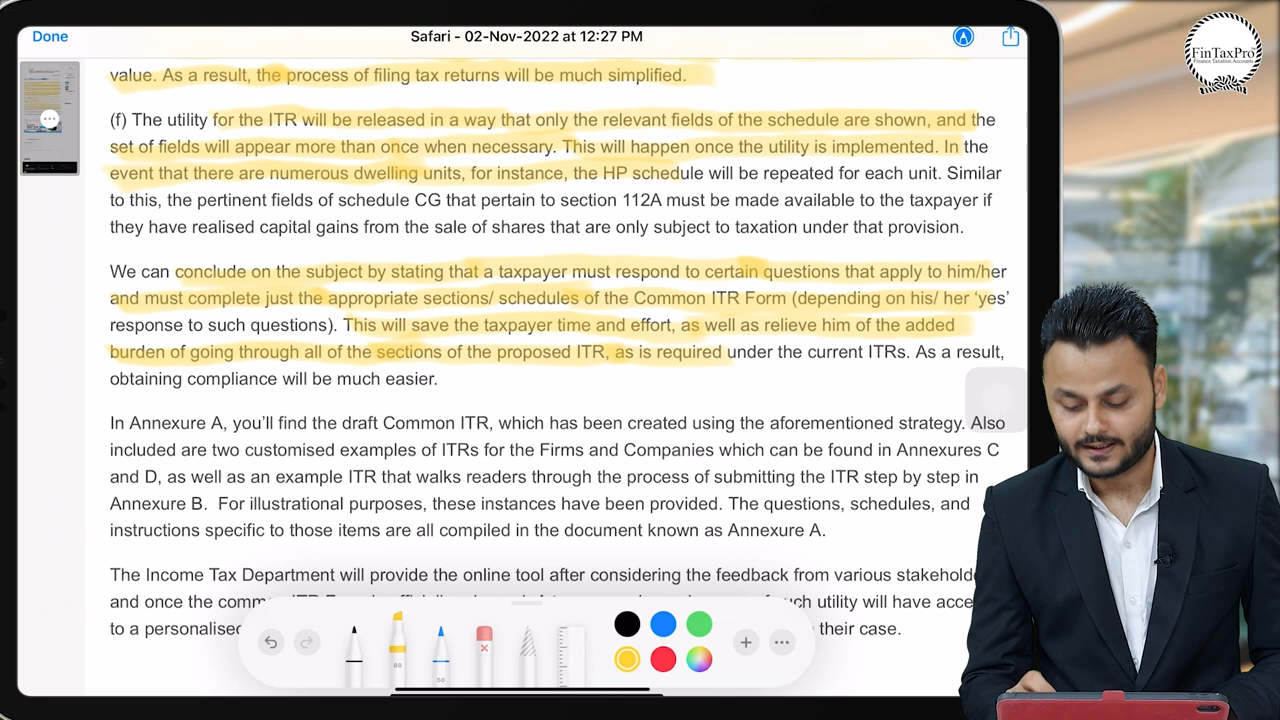 Done
Safari - 02-Nov-2022 at 12:27 PM
FinTaxPro
Finance Taxation Accounts
value. As a result, the process of filing tax returns will be much simplified.
(f) The utility for the ITR will be released in a way that only the relevant fields of the schedule are shown, and the
set of fields will appear more than once when necessary. This will happen once the utility is implemented. In the
event that there are numerous dwelling units, for instance, the HP schedule will be repeated for each unit. Similar
to this, the pertinent fields of schedule CG that pertain to section 112A must be made available to the taxpayer if
they have realised capital gains from the sale of shares that are only subject to taxation under that provision.
We can conclude on the subject by stating that a taxpayer must respond to certain questions that apply to him/her
and must complete just the appropriate sections/ schedules of the Common ITR Form (depending on his/ her ‘yes’
response to such questions). This will save the taxpayer time and effort, as well as relieve him of the added
burden of going through all of the sections of the proposed ITR, as is required under the current ITRs. As a result,
obtaining compliance will be much easier.
In Annexure A, you’ll find the draft Common ITR, which has been created using the aforementioned strategy. Also
included are two customised examples of ITRs for the Firms and Companies which can be found in Annexures C
and D, as well as an example ITR that walks readers through the process of submitting the ITR step by step in
Annexure B. For illustrational purposes, these instances have been provided. The questions, schedules, and
instructions specific to those items are all compiled in the document known as Annexure A.
The Income Tax Department will provide the online tool after considering the feedback from various
and once the uch utility will have
to a their case.
80
50